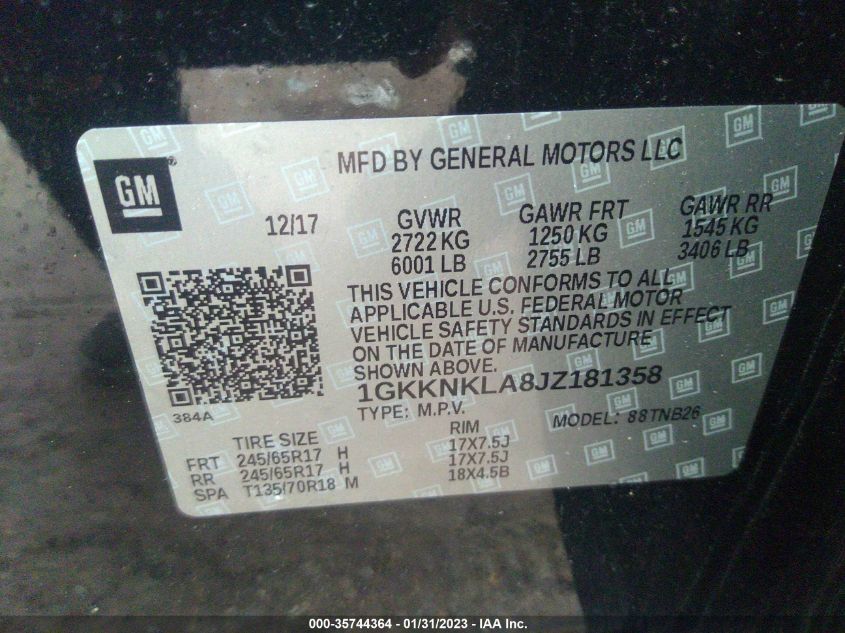 GM
MFD BY GENERAL MOTORS LLC
12/17
GVWR GAWR FRT GAWR RR
2722 KG 1250 KG 1545 KG
6001 LB 2755 LB 3406 LB
THIS VEHICLE CONFORMS TO ALL
APPLICABLE U.S. FEDERAL MOTOR
VEHICLE SAFETY STANDARDS IN EFFECT
ON THE DATE OF MANUFACTURE
SHOWN ABOVE.
1GKKNKLA8JZ181358
384A
TYPE: M.P.V. MODEL: 88TNB26
TIRE SIZE RIM
FRT 245/65R17 H 17X7.5J
RR 245/65R17 H 17X7.5J
SPA T135/70R18 M 18X4.5B
000-35744364 / 01/31/2023 - IAA Inc.